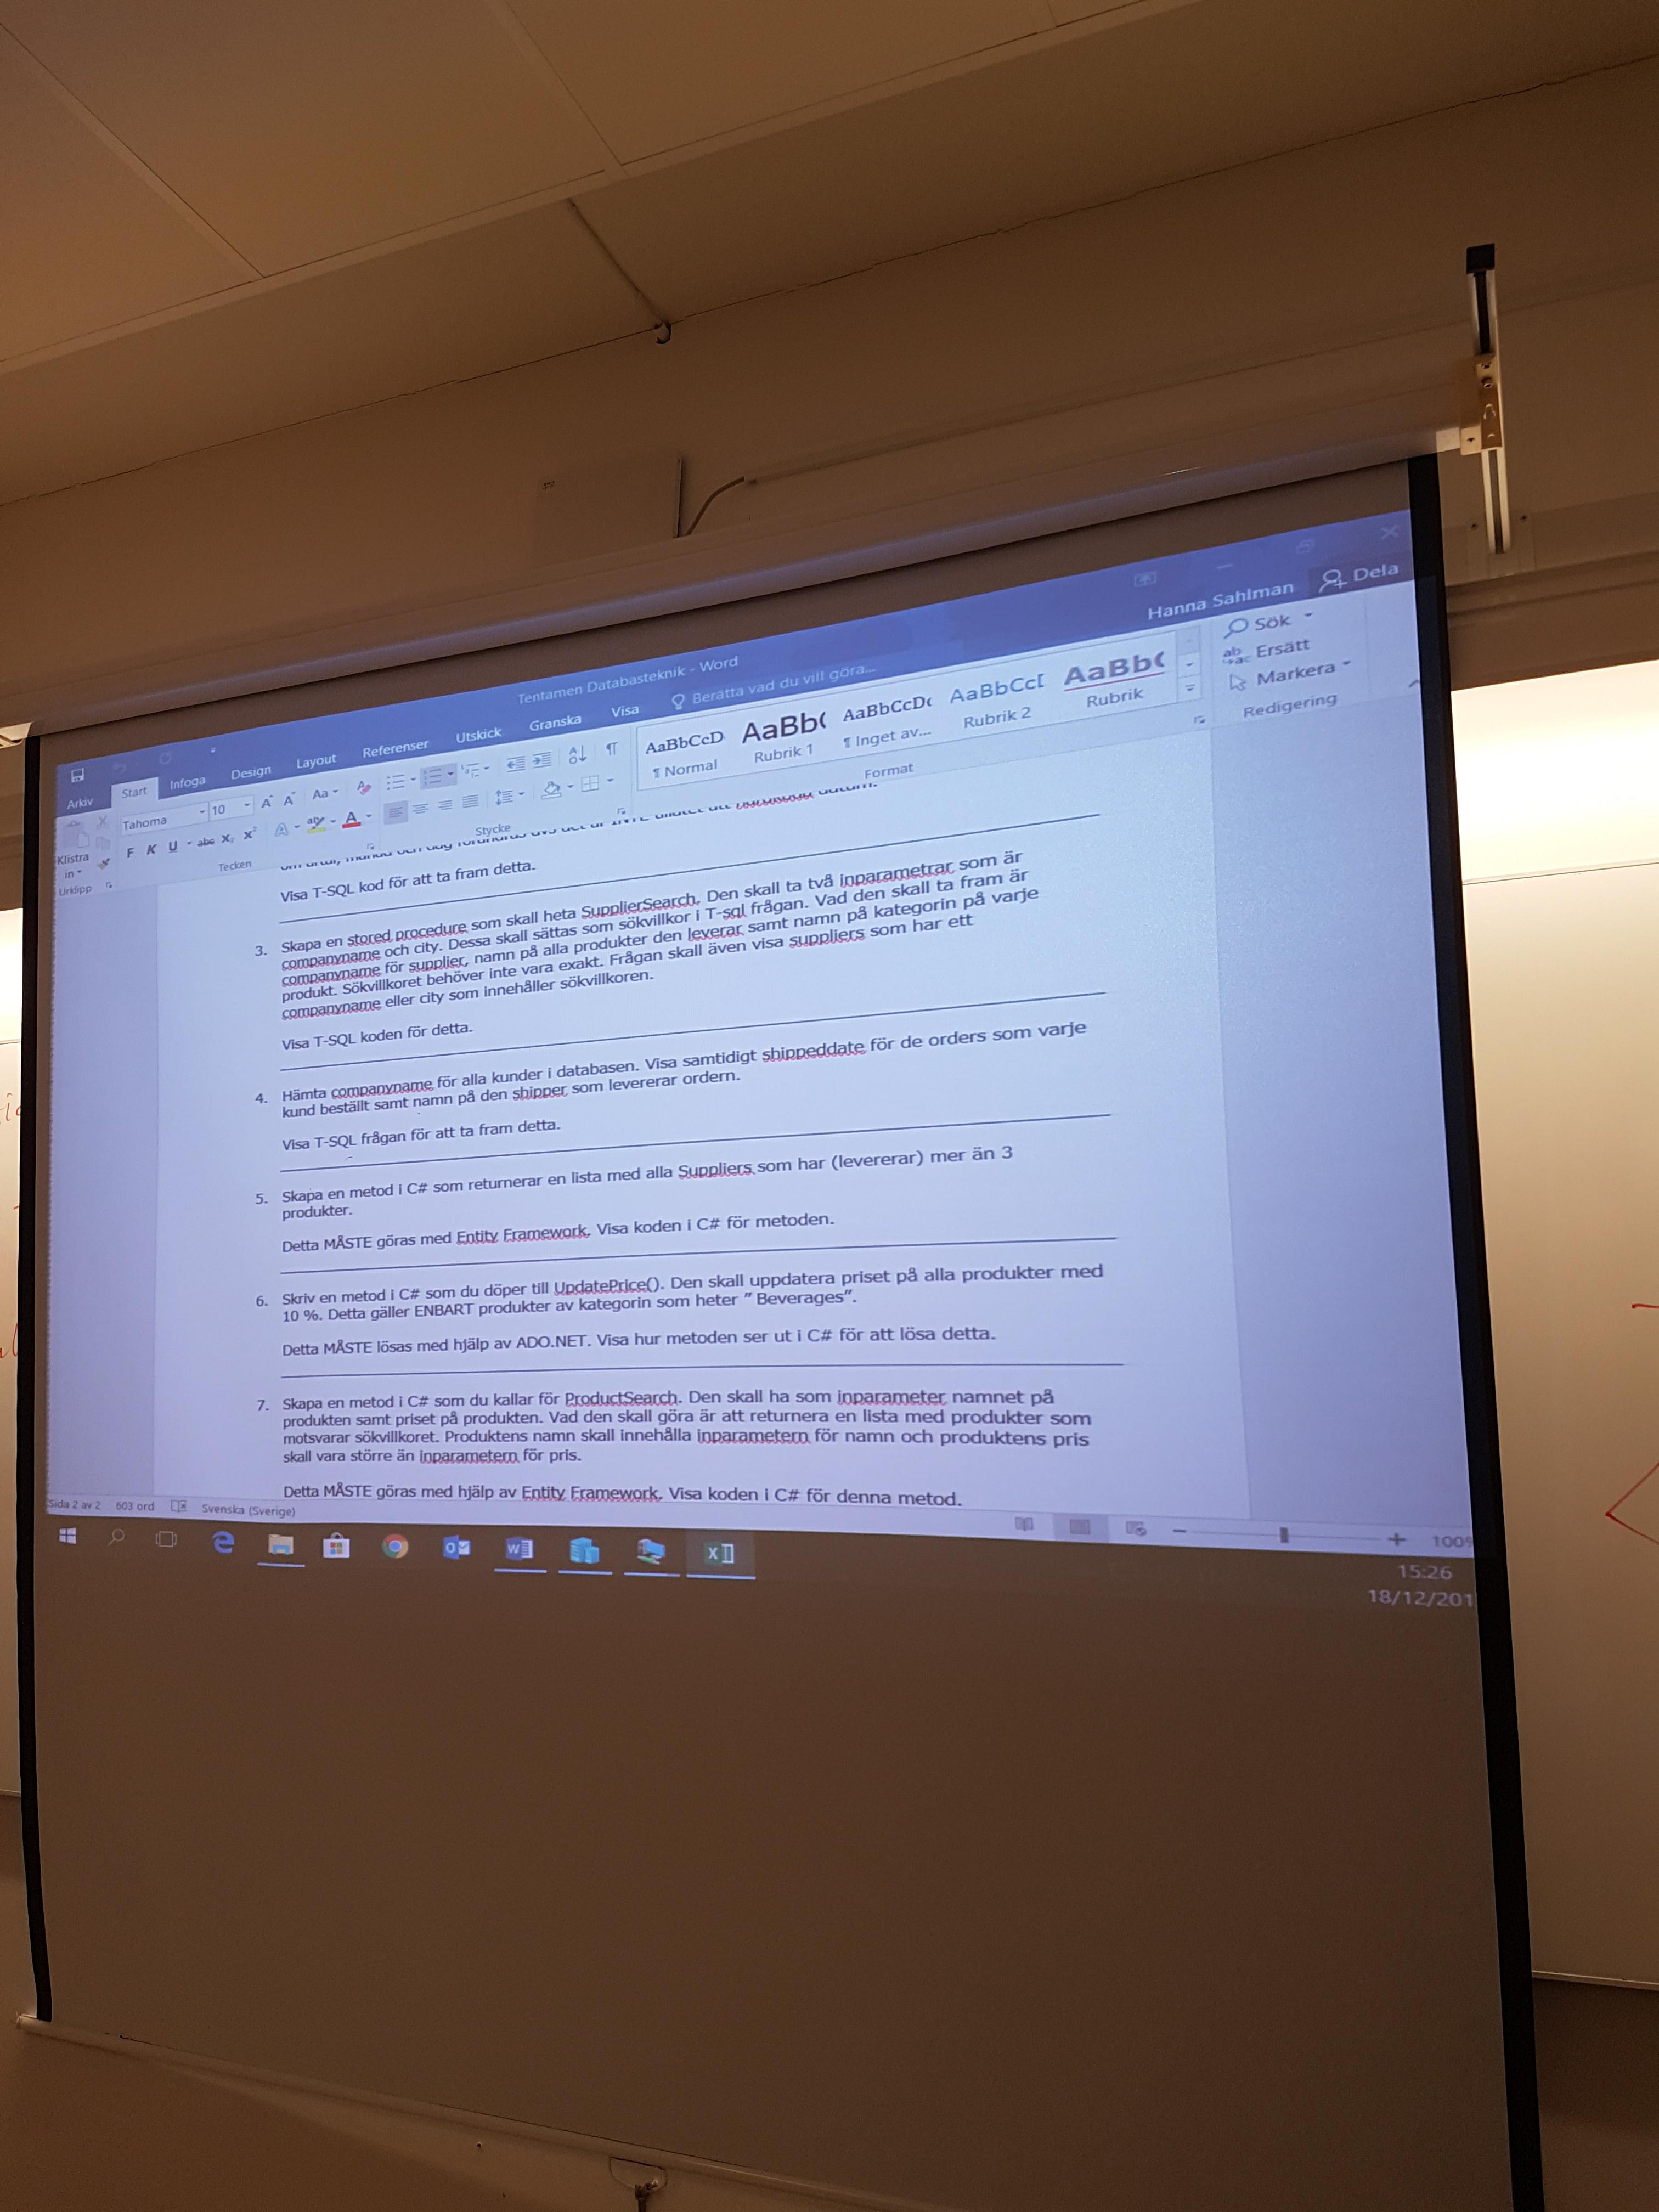 Tentamen Databasteknik - Word
Hanna Sahlman
Dela
Arkiv Start Infoga Design Layout Referenser Utskick Granska Visa Berätta vad du vill göra...
Klistra in
Urklipp
Tahoma 10
F K U abc X₂ X²
Tecken
Stycke
AaBbCcD AaBb( AaBbCcD( AaBbCcI AaBb(
¶ Normal Rubrik 1 ¶ Inget av... Rubrik 2 Rubrik
Format
Sök
Ersätt
Markera
Redigering
Visa T-SQL kod för att ta fram detta.
3. Skapa en stored procedure som skall heta SupplierSearch. Den skall ta två inparametrar som är
companyname och city. Dessa skall sättas som sökvillkor i T-sql frågan. Vad den skall ta fram är
companyname för supplier, namn på alla produkter den leverar samt namn på kategorin på varje
produkt. Sökvillkoret behöver inte vara exakt. Frågan skall även visa suppliers som har ett
companyname eller city som innehåller sökvillkoren.
Visa T-SQL koden för detta.
4. Hämta companyname för alla kunder i databasen. Visa samtidigt shippeddate för de orders som varje
kund beställt samt namn på den shipper som levererar ordern.
Visa T-SQL frågan för att ta fram detta.
5. Skapa en metod i C# som returnerar en lista med alla Suppliers som har (levererar) mer än 3
produkter.
Detta MÅSTE göras med Entity Framework. Visa koden i C# för metoden.
6. Skriv en metod i C# som du döper till UpdatePrice(). Den skall uppdatera priset på alla produkter med
10 %. Detta gäller ENBART produkter av kategorin som heter " Beverages".
Detta MÅSTE lösas med hjälp av ADO.NET. Visa hur metoden ser ut i C# för att lösa detta.
7. Skapa en metod i C# som du kallar för ProductSearch. Den skall ha som inparameter namnet på
produkten samt priset på produkten. Vad den skall göra är att returnera en lista med produkter som
motsvarar sökvillkoret. Produktens namn skall innehålla inparametern för namn och produktens pris
skall vara större än inparametern för pris.
Detta MÅSTE göras med hjälp av Entity Framework. Visa koden i C# för denna metod.
Sida 2 av 2 603 ord Svenska (Sverige)
100%
15:26
18/12/201